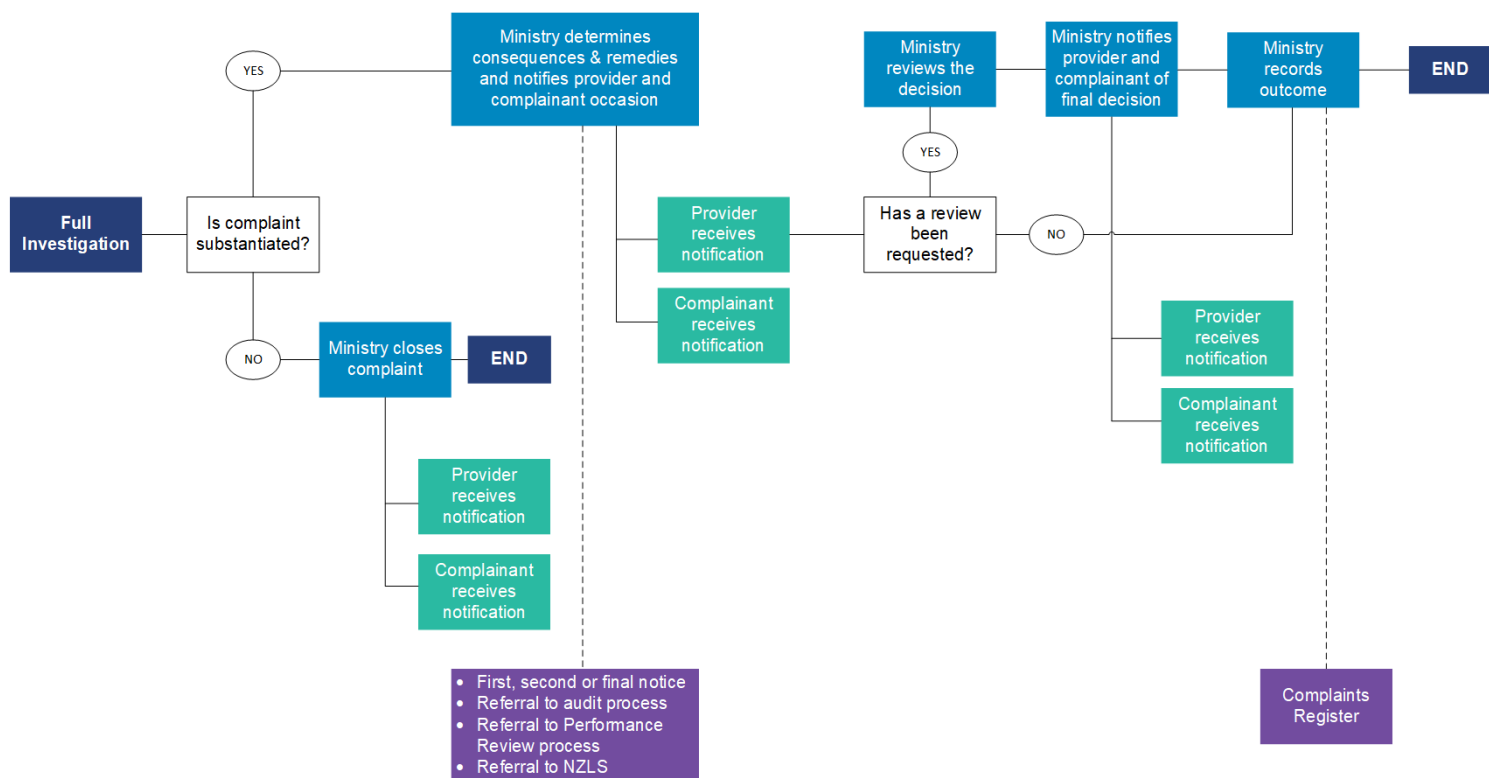 Ministry determines
consequences & remedies
and notifies provider and
complainant occasion
YES
Ministry
reviews the
decision
Ministry notifies
provider and
complainant of
final decision
Ministry
records
outcome
END
YES
Full
Investigation
Is complaint
substantiated?
Provider
receives
notification
Has a review
been
requested?
NO
Complainant
receives
notification
NO
Ministry closes
complaint
END
Provider
receives
notification
Complainant
receives
notification
Provider
receives
notification
Complainant
receives
notification
• First, second or final notice
• Referral to audit process
• Referral to Performance
Review process
• Referral to NZLS
Complaints
Register